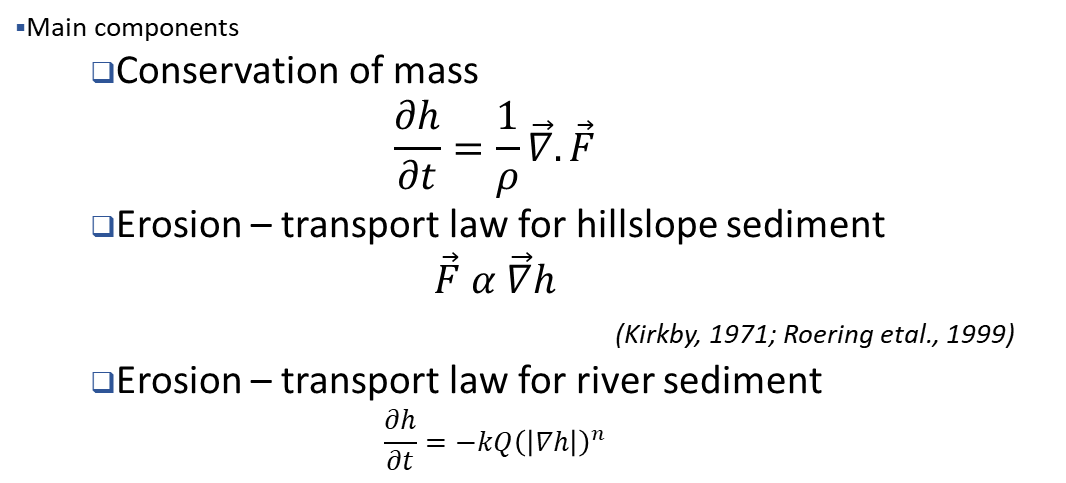 ▪Main components
❑Conservation of mass
∂h/∂t = 1/ρ ∇⃗. F⃗
❑Erosion – transport law for hillslope sediment
F⃗ α ∇⃗h
(Kirkby, 1971; Roering etal., 1999)
❑Erosion – transport law for river sediment
∂h/∂t = −kQ(|∇h|)ⁿ